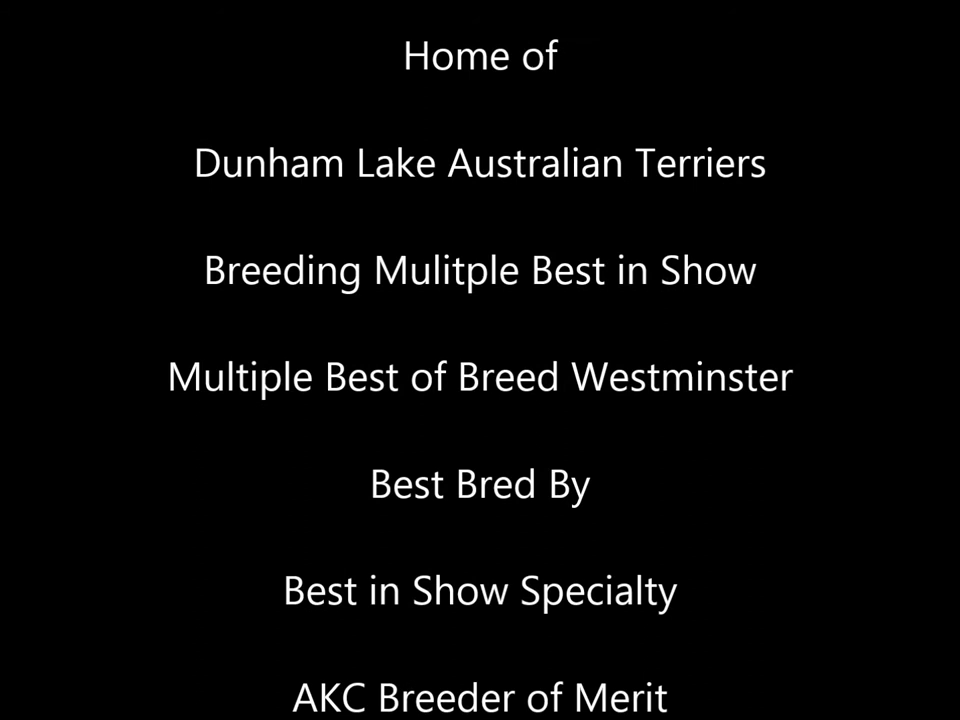 Home of
Dunham Lake Australian Terriers
Breeding Mulitple Best in Show
Multiple Best of Breed Westminster
Best Bred By
Best in Show Specialty
AKC Breeder of Merit